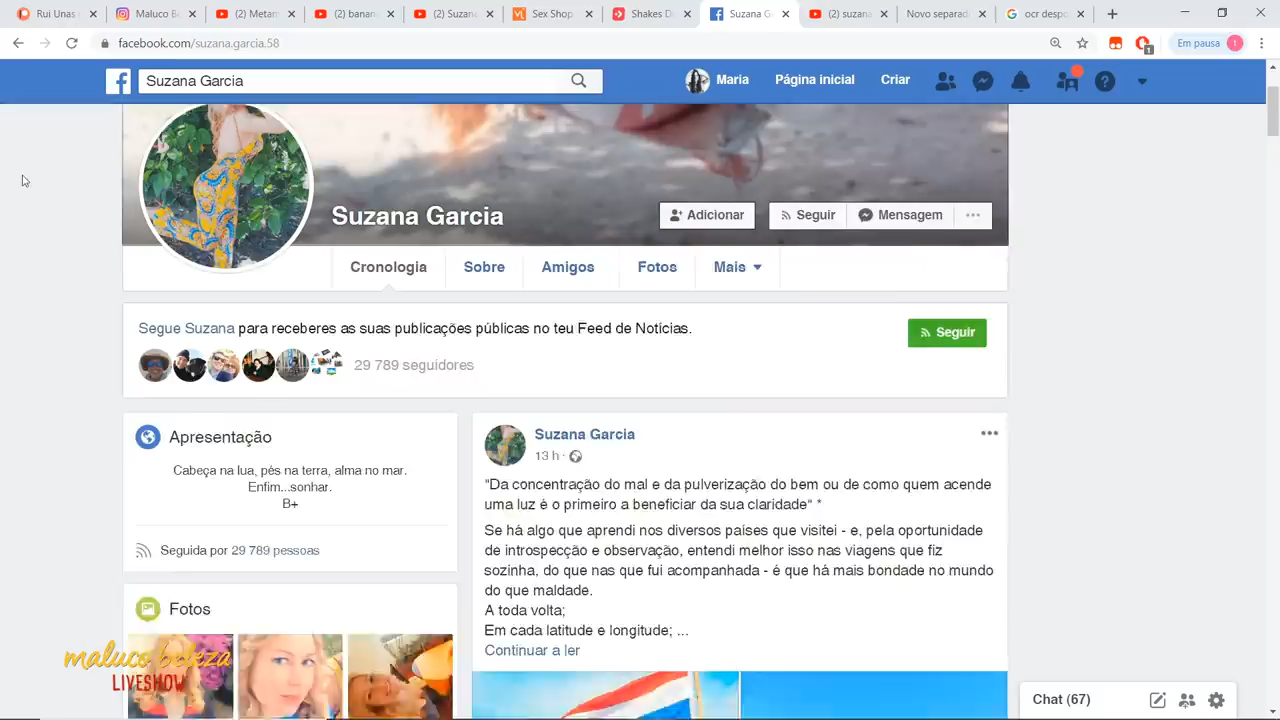 Rui Unas
Maluco B
(2) Metam
(2) banan
(2) Suzan
Sex Shop
Shakes D
Suzana G
(2) suzana
Novo separad
ocr despo
facebook.com/suzana.garcia.58
1
Em pausa
Suzana Garcia
Maria
Página inicial
Criar
Suzana Garcia
Adicionar
Seguir
Mensagem
Cronologia
Sobre
Amigos
Fotos
Mais
Segue Suzana para receberes as suas publicações públicas no teu Feed de Notícias.
Seguir
29 789 seguidores
Apresentação
Cabeça na lua, pés na terra, alma no mar.
Enfim...sonhar.
B+
Seguida por 29 789 pessoas
Fotos
Suzana Garcia
13 h ·
“Da concentração do mal e da pulverização do bem ou de como quem acende
uma luz é o primeiro a beneficiar da sua claridade“ *
Se há algo que aprendi nos diversos países que visitei - e, pela oportunidade
de introspecção e observação, entendi melhor isso nas viagens que fiz
sozinha, do que nas que fui acompanhada - é que há mais bondade no mundo
do que maldade.
A toda volta;
Em cada latitude e longitude; ...
Continuar a ler
maluco beleza
LIVESHOW
Chat (67)